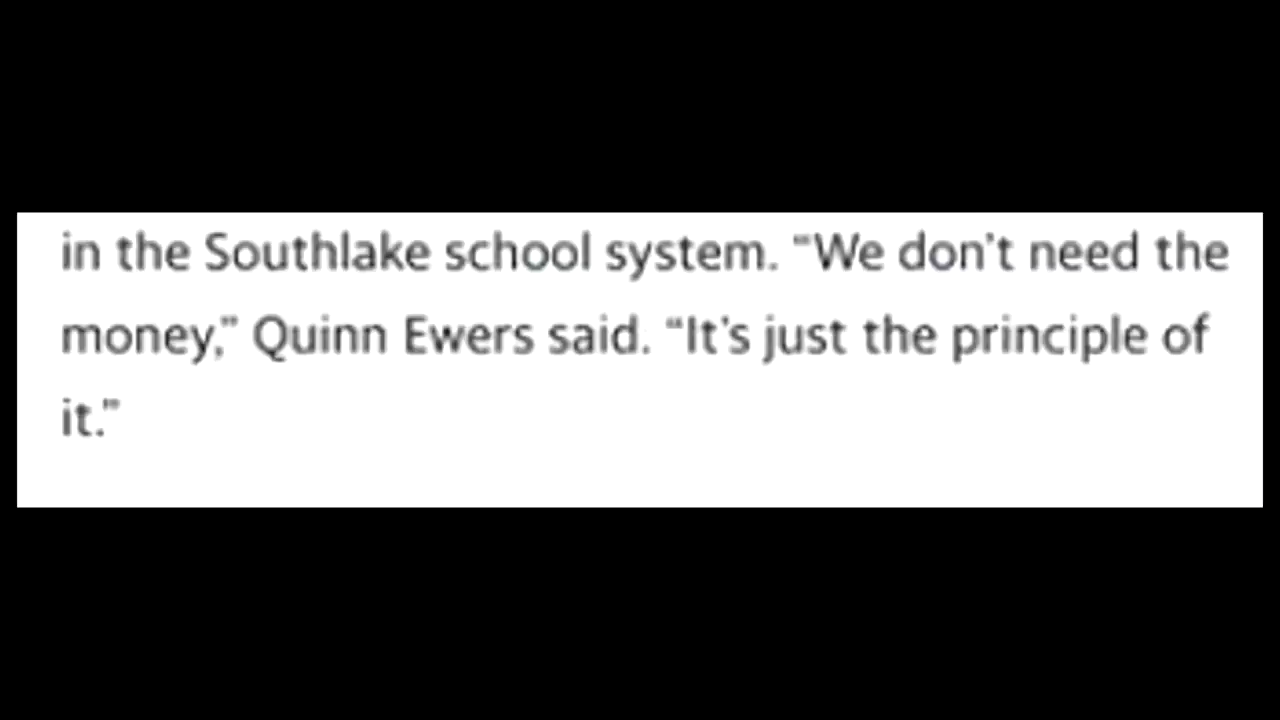 in the Southlake school system. “We don’t need the
money,” Quinn Ewers said. “It’s just the principle of
it.”